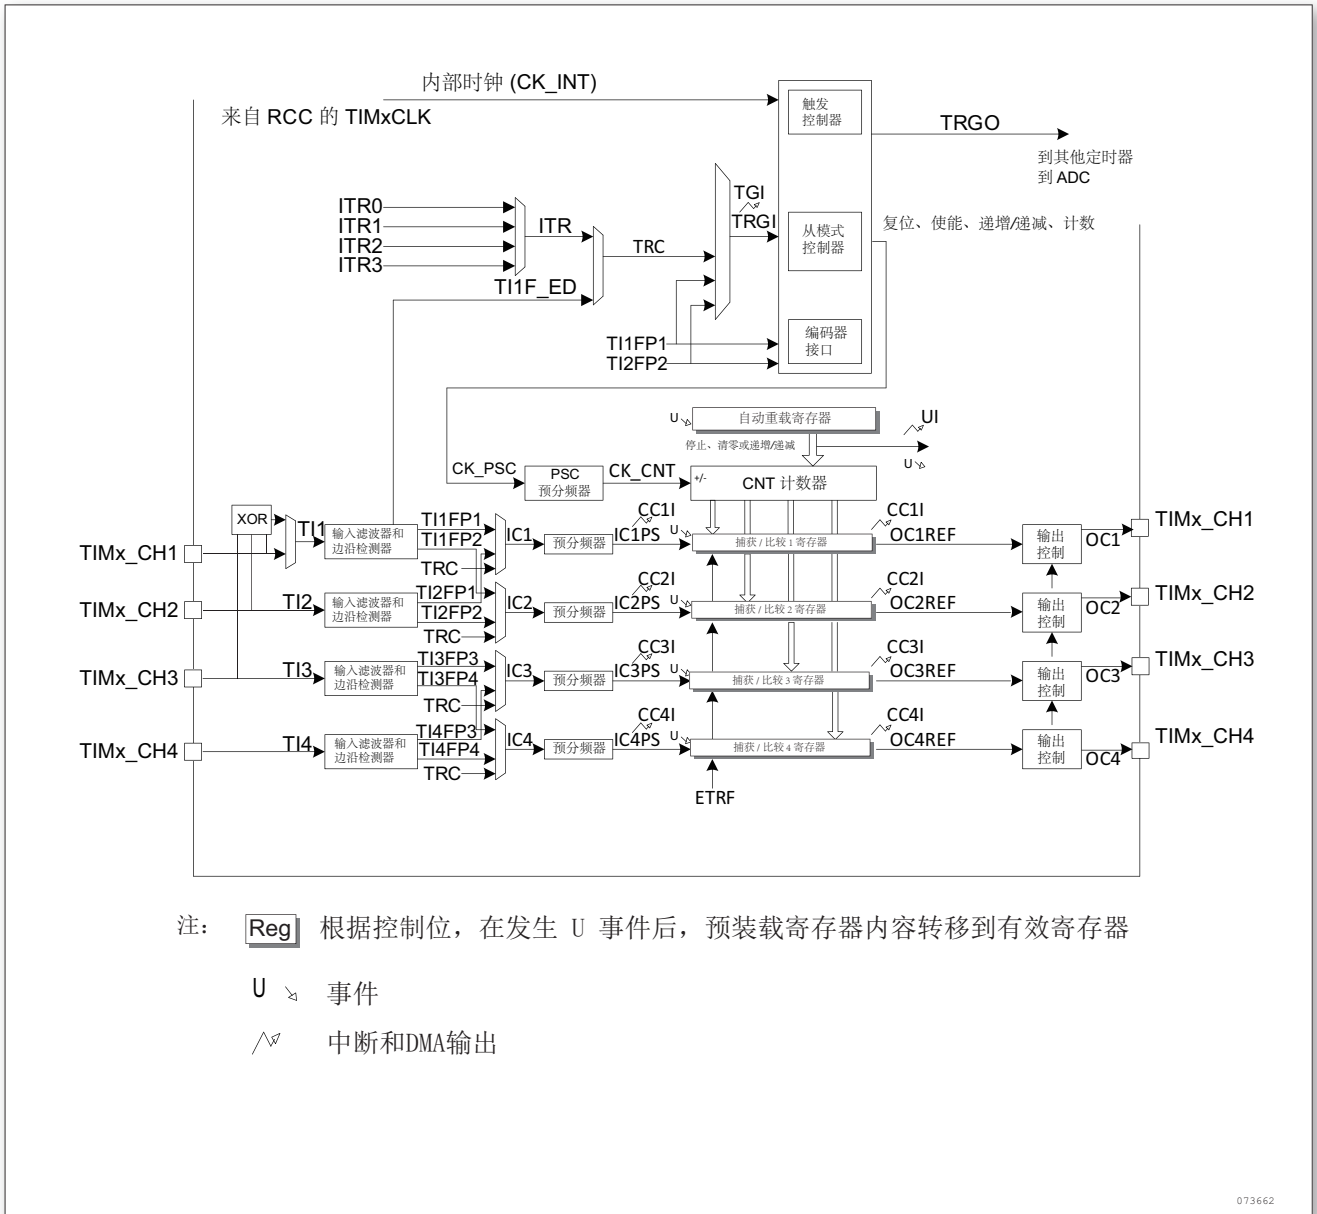 内部时钟 (CK_INT)
来自 RCC 的 TIMxCLK
触发
控制器
TRGO
到其他定时器
到 ADC
ITR0
ITR1
ITR2
ITR3
ITR
TI1F_ED
TRC
TGI
TRGI
从模式
控制器
复位、使能、递增/递减、计数
编码器
接口
TI1FP1
TI2FP2
U
自动重载寄存器
UI
停止、清零或递增/递减
U
CK_PSC
PSC
预分频器
CK_CNT
+/-
CNT 计数器
XOR
TIMx_CH1
TI1
输入滤波器和
边沿检测器
TI1FP1
TI1FP2
TRC
IC1
预分频器
CC1I
IC1PS
U
捕获 / 比较 1 寄存器
CC1I
OC1REF
输出
控制
OC1
TIMx_CH1
TIMx_CH2
TI2
输入滤波器和
边沿检测器
TI2FP1
TI2FP2
TRC
IC2
预分频器
CC2I
IC2PS
U
捕获 / 比较 2 寄存器
CC2I
OC2REF
输出
控制
OC2
TIMx_CH2
TIMx_CH3
TI3
输入滤波器和
边沿检测器
TI3FP3
TI3FP4
TRC
IC3
预分频器
CC3I
IC3PS
U
捕获 / 比较 3 寄存器
CC3I
OC3REF
输出
控制
OC3
TIMx_CH3
TIMx_CH4
TI4
输入滤波器和
边沿检测器
TI4FP3
TI4FP4
TRC
IC4
预分频器
CC4I
IC4PS
U
捕获 / 比较 4 寄存器
CC4I
OC4REF
输出
控制
OC4
TIMx_CH4
ETRF
注： Reg 根据控制位，在发生 U 事件后，预装载寄存器内容转移到有效寄存器
U 事件
中断和DMA输出
073662